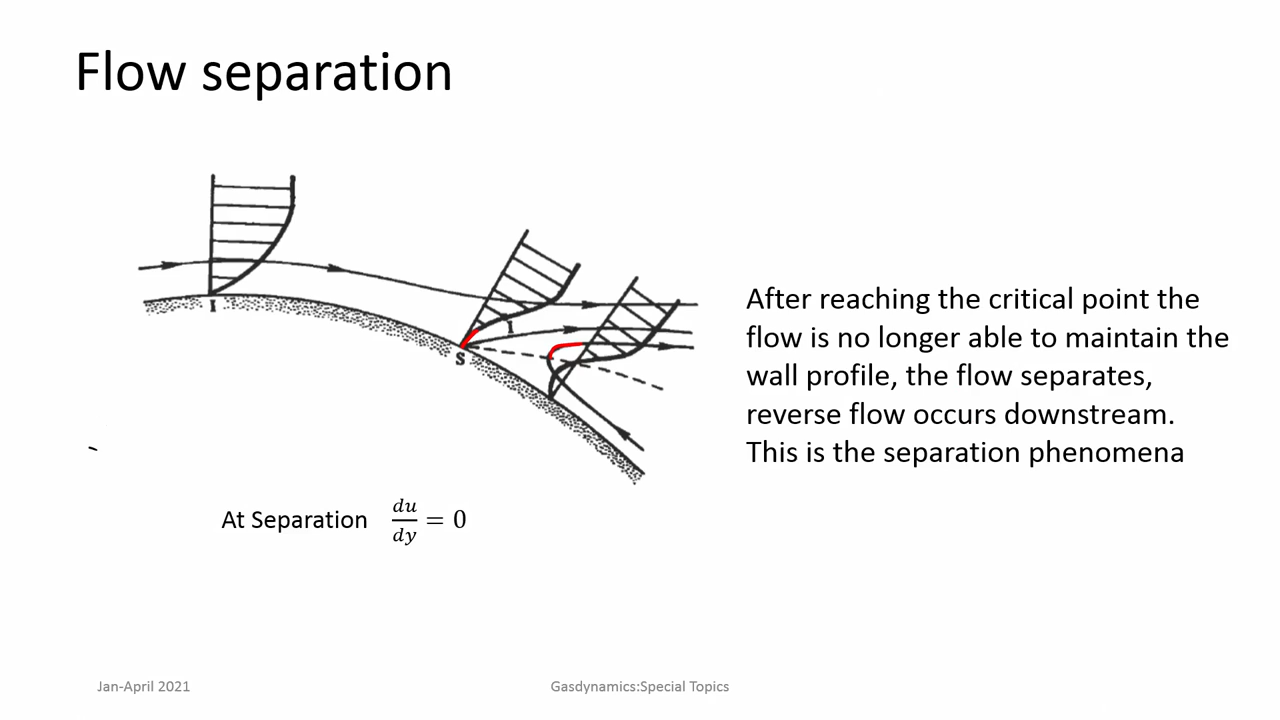 Flow separation
I
I
S
After reaching the critical point the
flow is no longer able to maintain the
wall profile, the flow separates,
reverse flow occurs downstream.
This is the separation phenomena
At Separation du/dy = 0
Jan-April 2021
Gasdynamics:Special Topics